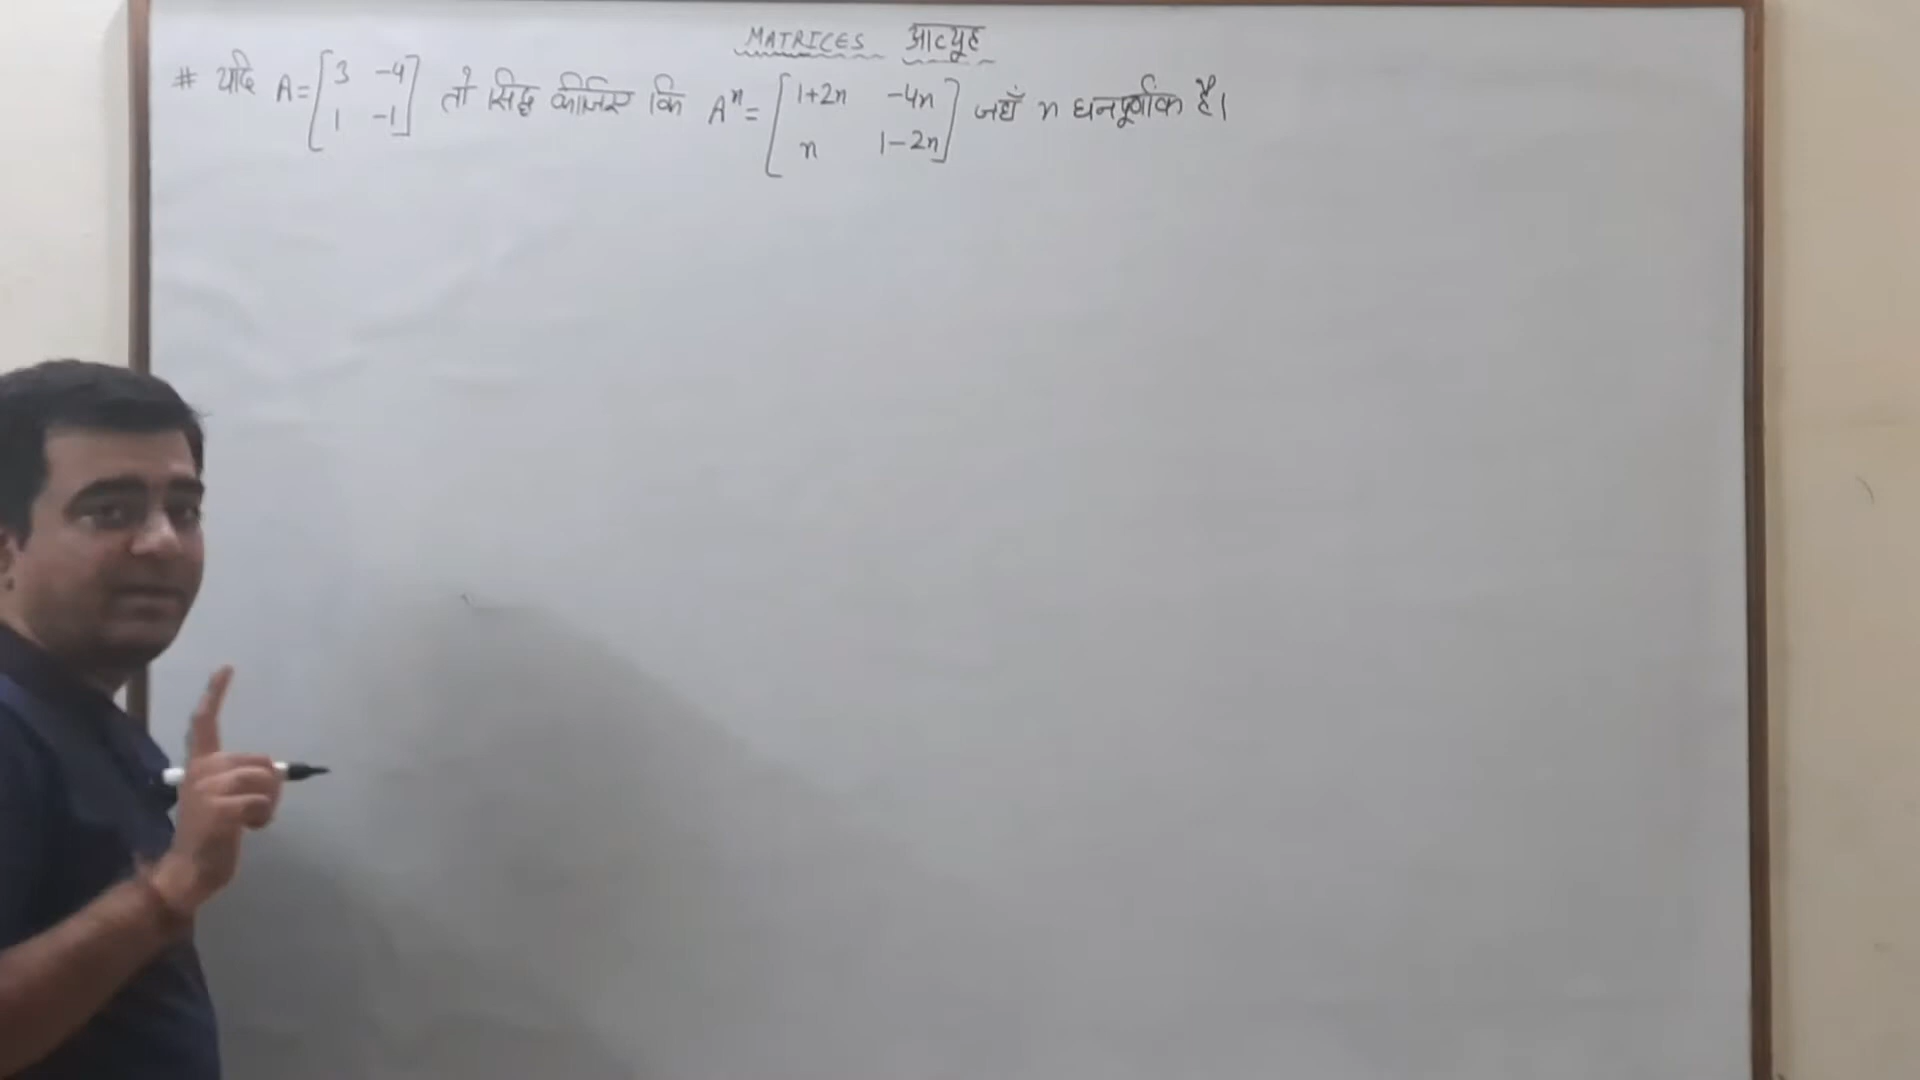 MATRICES आव्यूह
# यदि A = [3 -4 1 -1] तो सिद्ध कीजिए कि Aⁿ = [1+2n -4n n 1-2n] जहाँ n धनपूर्णांक है।